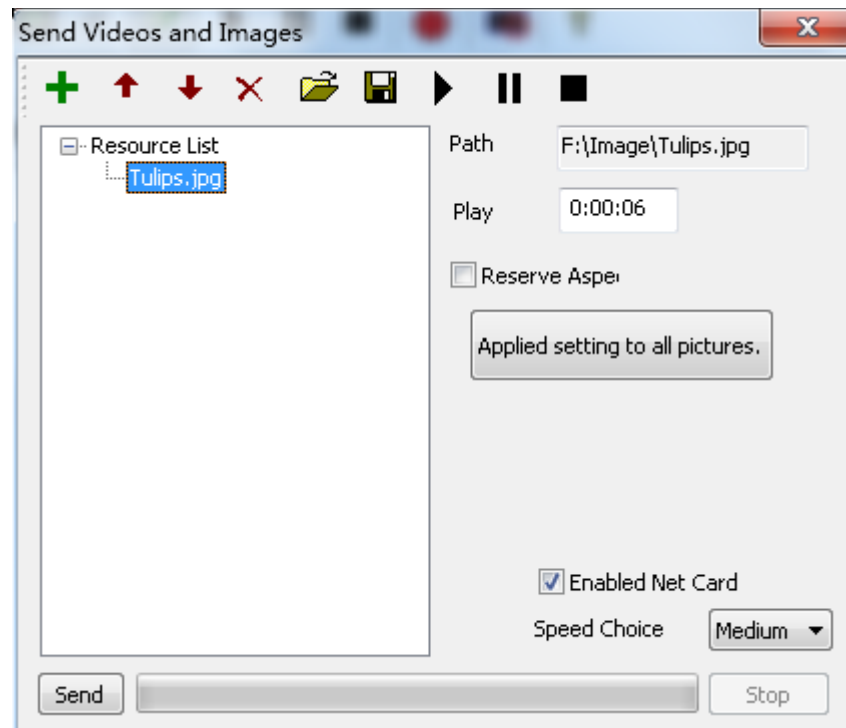 Send Videos and Images
Resource List
Tulips.jpg
Path F:\Image\Tulips.jpg
Play 0:00:06
Reserve Aspe
Applied setting to all pictures.
Enabled Net Card
Speed Choice Medium
Send Stop